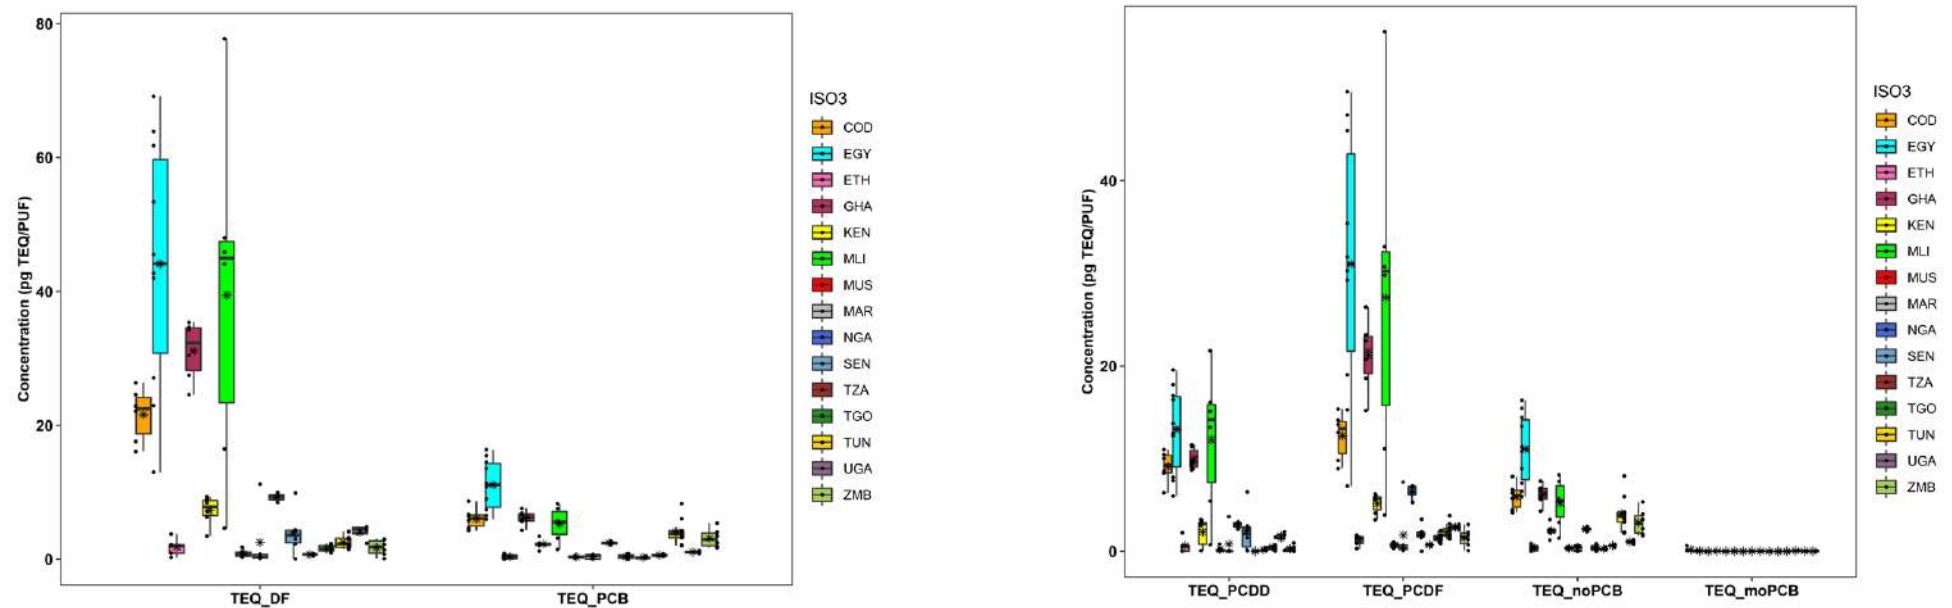 Concentration (pg TEQ/PUF)
80
60
40
20
0
TEQ_DF
TEQ_PCB
ISO3
COD
EGY
ETH
GHA
KEN
MLI
MUS
MAR
NGA
SEN
TZA
TGO
TUN
UGA
ZMB
Concentration (pg TEQ/PUF)
40
20
0
TEQ_PCDD
TEQ_PCDF
TEQ_noPCB
TEQ_moPCB
ISO3
COD
EGY
ETH
GHA
KEN
MLI
MUS
MAR
NGA
SEN
TZA
TGO
TUN
UGA
ZMB